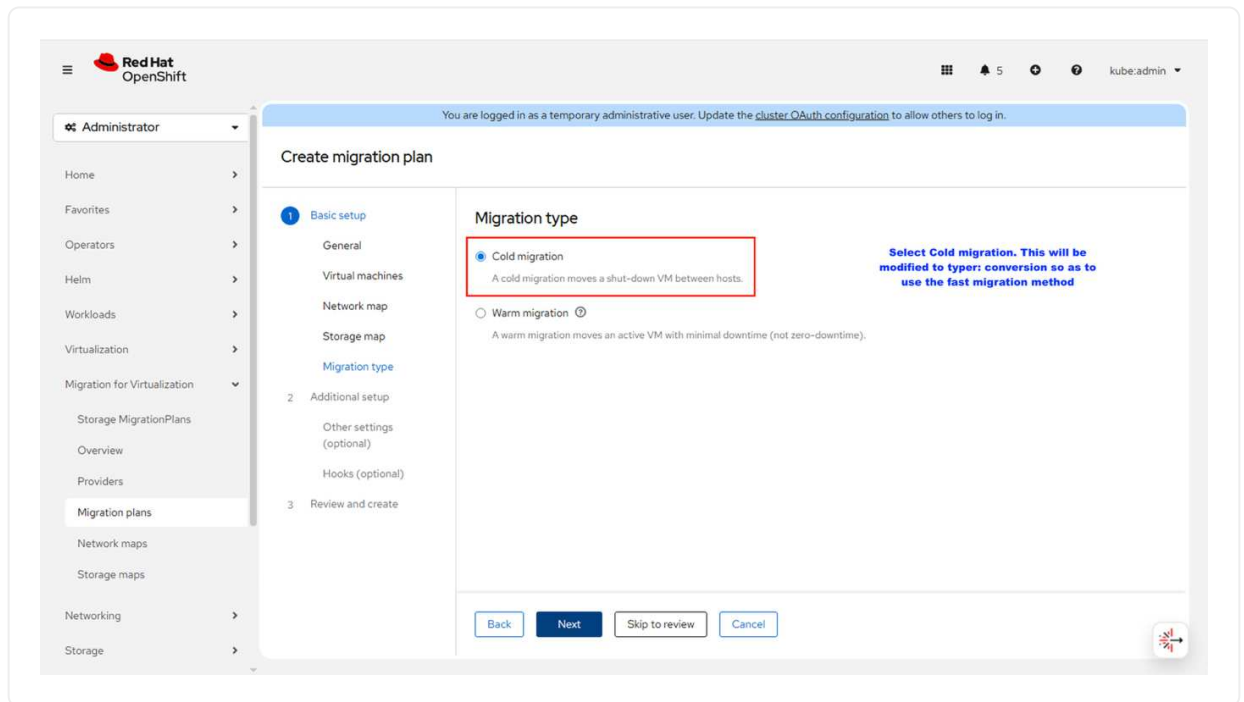 Red Hat
OpenShift
5
kube:admin
Administrator
You are logged in as a temporary administrative user. Update the cluster OAuth configuration to allow others to log in.
Home
Favorites
Operators
Helm
Workloads
Virtualization
Migration for Virtualization
Storage MigrationPlans
Overview
Providers
Migration plans
Network maps
Storage maps
Networking
Storage
Create migration plan
1 Basic setup
General
Virtual machines
Network map
Storage map
Migration type
2 Additional setup
Other settings
(optional)
Hooks (optional)
3 Review and create
Migration type
Cold migration
A cold migration moves a shut-down VM between hosts.
Warm migration
A warm migration moves an active VM with minimal downtime (not zero-downtime).
Select Cold migration. This will be
modified to typer: conversion so as to
use the fast migration method
Back
Next
Skip to review
Cancel